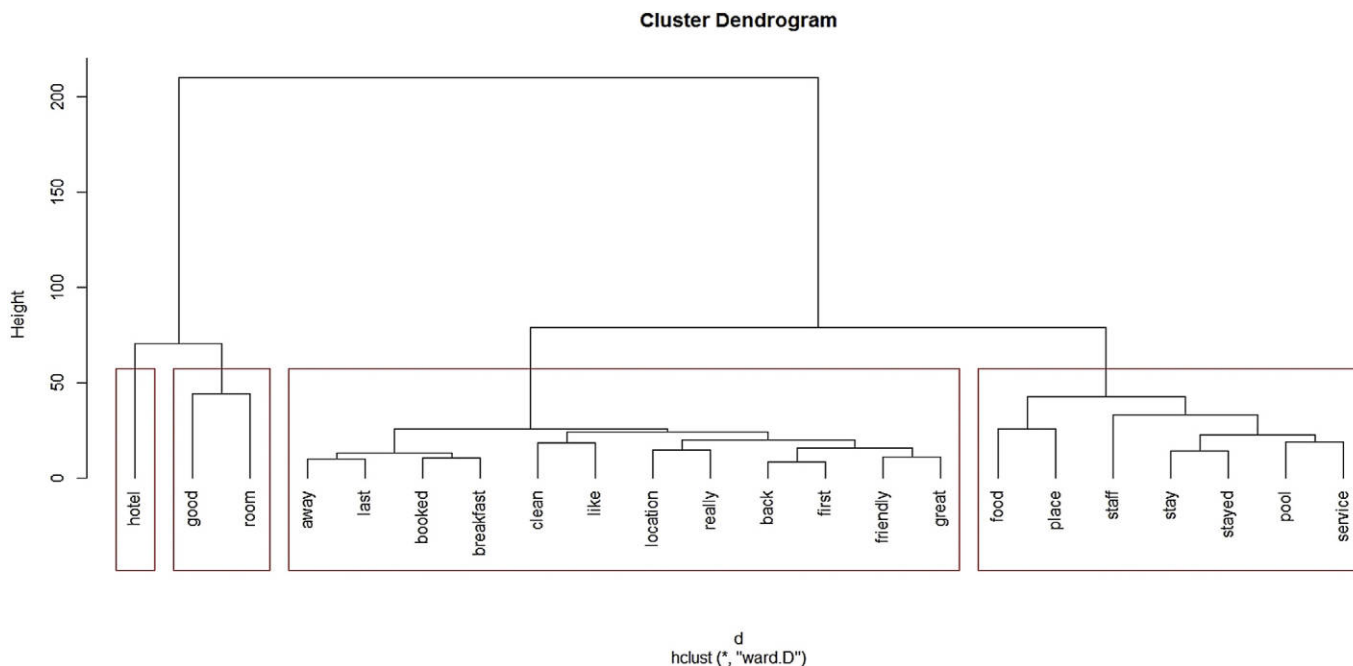 Cluster Dendrogram
Height
200
150
100
50
0
hotel
good
room
away
last
booked
breakfast
clean
like
location
really
back
first
friendly
great
food
place
staff
stay
stayed
pool
service
d
hclust (*, "ward.D")